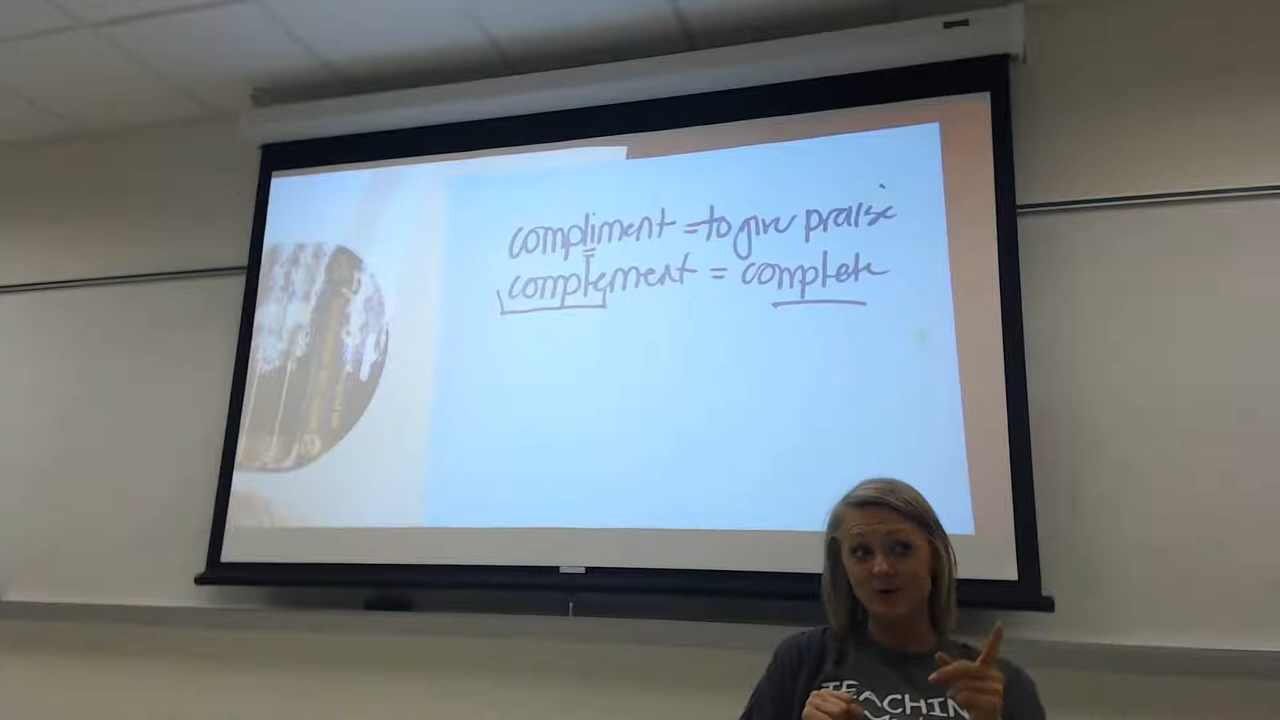 compliment = to give praise
complement = complete
TEACHIN